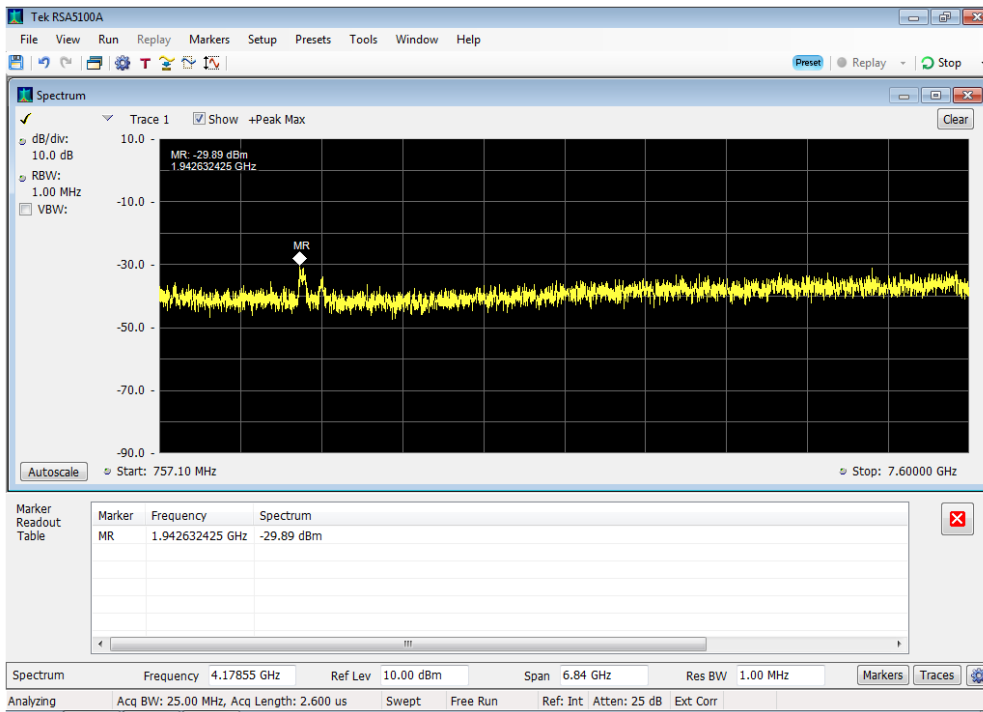 Tek RSA5100A
File View Run Replay Markers Setup Presets Tools Window Help
T Preset Replay Stop
Spectrum
Trace 1 Show +Peak Max Clear
dB/div:
10.0 dB
RBW:
1.00 MHz
VBW:
10.0
-10.0
-30.0
-50.0
-70.0
-90.0
MR: -29.89 dBm
1.942632425 GHz
MR
Autoscale Start: 757.10 MHz Stop: 7.60000 GHz
Marker
Readout
Table
Marker Frequency Spectrum
MR 1.942632425 GHz -29.89 dBm
Spectrum Frequency 4.17855 GHz Ref Lev 10.00 dBm Span 6.84 GHz Res BW 1.00 MHz Markers Traces
Analyzing Acq BW: 25.00 MHz, Acq Length: 2.600 us Swept Free Run Ref: Int Atten: 25 dB Ext Corr